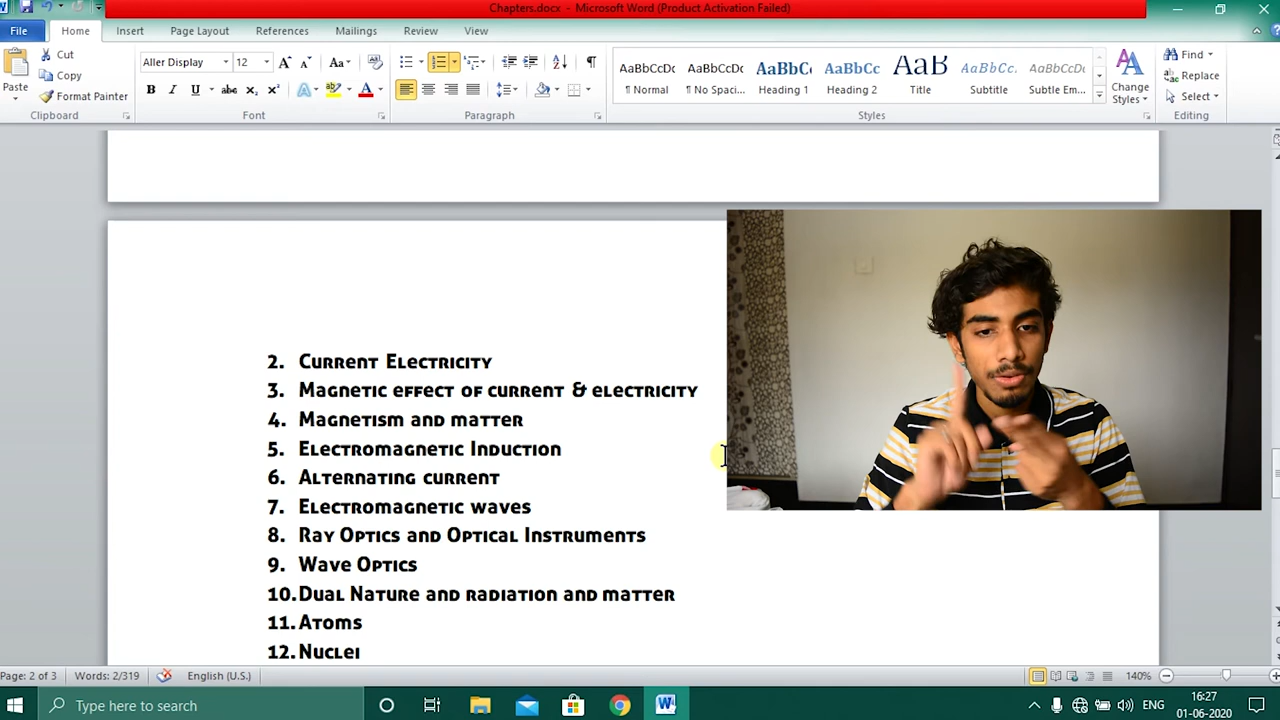 Chapters.docx - Microsoft Word (Product Activation Failed)
File Home Insert Page Layout References Mailings Review View
Cut
Copy
Format Painter
Paste
Clipboard
Aller Display 12
Font
Paragraph
AaBbCcDc AaBbCcDc AaBbC AaBbCc AaB AaBbCc. AaBbCcDc
¶ Normal ¶ No Spaci... Heading 1 Heading 2 Title Subtitle Subtle Em...
Change Styles
Styles
Find
Replace
Select
Editing
2. Current Electricity
3. Magnetic effect of current & electricity
4. Magnetism and matter
5. Electromagnetic Induction
6. Alternating current
7. Electromagnetic waves
8. Ray Optics and Optical Instruments
9. Wave Optics
10. Dual Nature and radiation and matter
11. Atoms
12. Nuclei
Page: 2 of 3 Words: 2/319 English (U.S.) 140%
Type here to search
ENG
16:27
01-06-2020